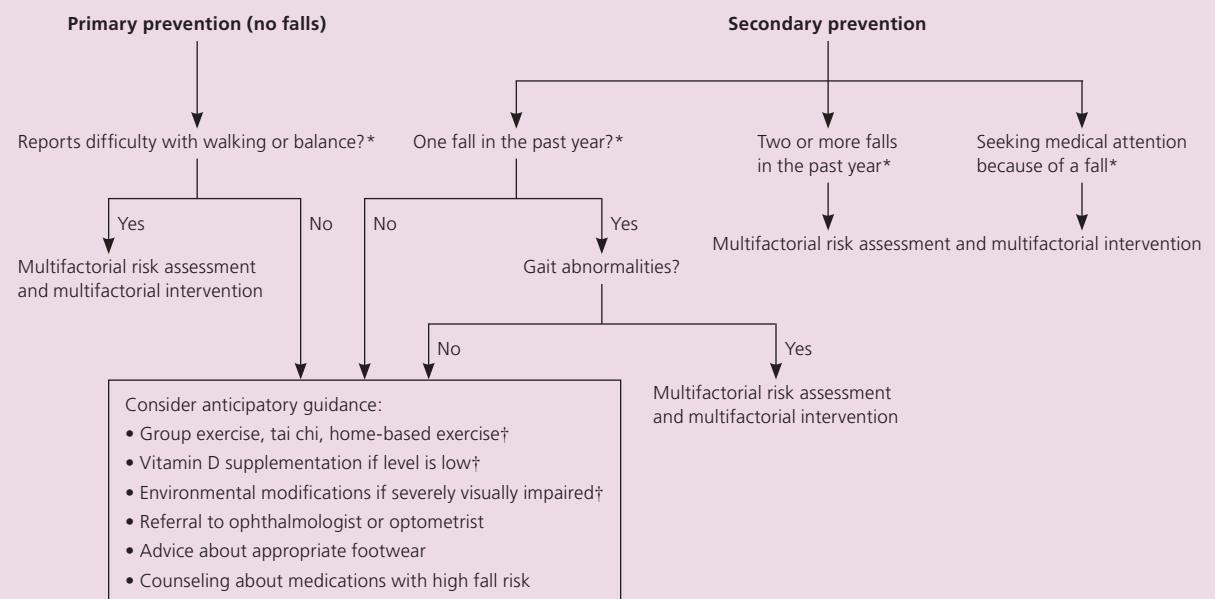 Primary prevention (no falls)
Secondary prevention
Reports difficulty with walking or balance?*
One fall in the past year?*
Two or more falls
in the past year*
Seeking medical attention
because of a fall*
Yes
No
No
Yes
Multifactorial risk assessment and multifactorial intervention
Multifactorial risk assessment
and multifactorial intervention
Gait abnormalities?
No
Yes
Multifactorial risk assessment
and multifactorial intervention
Consider anticipatory guidance:
• Group exercise, tai chi, home-based exercise†
• Vitamin D supplementation if level is low†
• Environmental modifications if severely visually impaired†
• Referral to ophthalmologist or optometrist
• Advice about appropriate footwear
• Counseling about medications with high fall risk